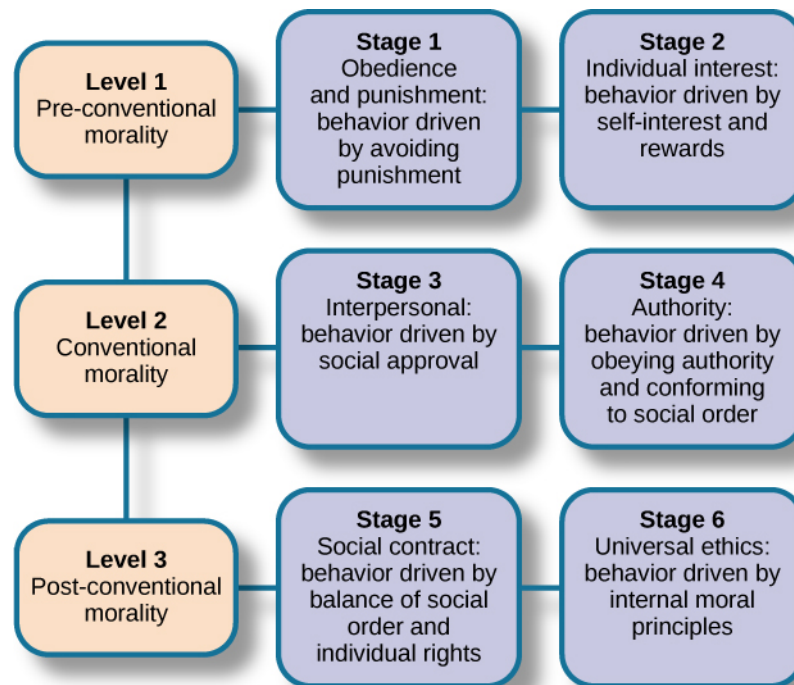 Level 1
Pre-conventional
morality
Stage 1
Obedience
and punishment:
behavior driven
by avoiding
punishment
Stage 2
Individual interest:
behavior driven by
self-interest and
rewards
Level 2
Conventional
morality
Stage 3
Interpersonal:
behavior driven by
social approval
Stage 4
Authority:
behavior driven by
obeying authority
and conforming
to social order
Level 3
Post-conventional
morality
Stage 5
Social contract:
behavior driven by
balance of social
order and
individual rights
Stage 6
Universal ethics:
behavior driven by
internal moral
principles